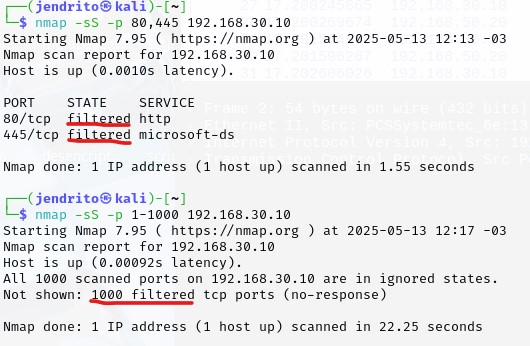 ┌──(jendrito㉿kali)-[~]
└─$ nmap -sS -p 80,445 192.168.30.10
Starting Nmap 7.95 ( https://nmap.org ) at 2025-05-13 12:13 -03
Nmap scan report for 192.168.30.10
Host is up (0.0010s latency).
PORT    STATE    SERVICE
80/tcp  filtered http
445/tcp filtered microsoft-ds
Nmap done: 1 IP address (1 host up) scanned in 1.55 seconds
┌──(jendrito㉿kali)-[~]
└─$ nmap -sS -p 1-1000 192.168.30.10
Starting Nmap 7.95 ( https://nmap.org ) at 2025-05-13 12:17 -03
Nmap scan report for 192.168.30.10
Host is up (0.00092s latency).
All 1000 scanned ports on 192.168.30.10 are in ignored states.
Not shown: 1000 filtered tcp ports (no-response)
Nmap done: 1 IP address (1 host up) scanned in 22.25 seconds